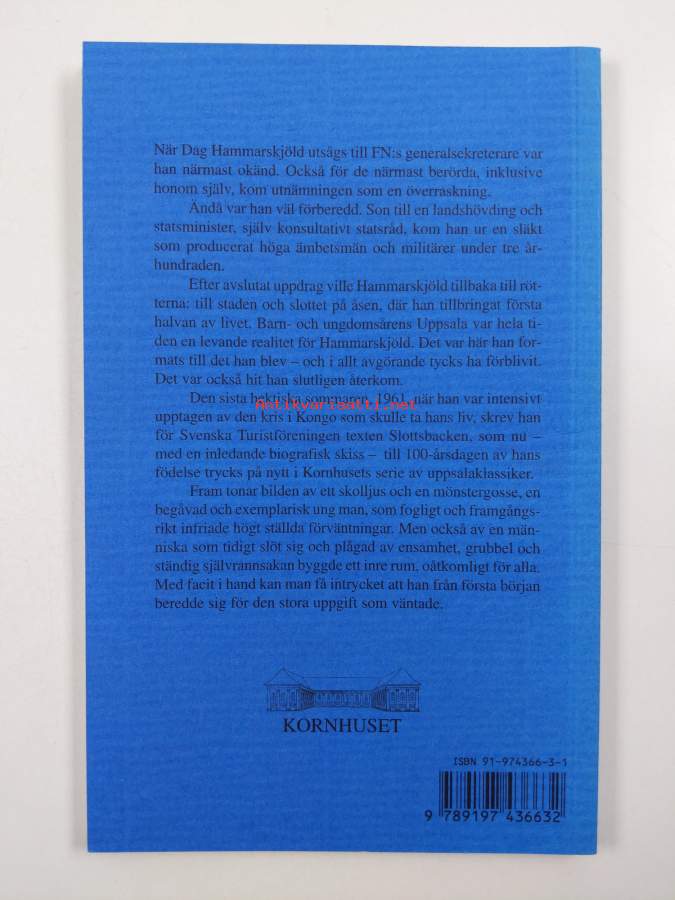 När Dag Hammarskjöld utsågs till FN:s generalsekreterare var
han närmast okänd. Också för de närmast berörda, inklusive
honom själv, kom utnämningen som en överraskning.
Ändå var han väl förberedd. Son till en landshövding och
statsminister, själv konsultativt statsråd, kom han ur en släkt
som producerat höga ämbetsmän och militärer under tre år-
hundraden.
Efter avslutat uppdrag ville Hammarskjöld tillbaka till röt-
terna: till staden och slottet på åsen, där han tillbringat första
halvan av livet. Barn- och ungdomsårens Uppsala var hela ti-
den en levande realitet för Hammarskjöld. Det var här han for-
mats till det han blev – och i allt avgörande tycks ha förblivit.
Det var också hit han slutligen återkom.
Den sista hektiska sommaren, 1961, när han var intensivt
Antikvariaatti.net
upptagen av den kris i Kongo som skulle ta hans liv, skrev han
för Svenska Turistföreningen texten Slottsbacken, som nu –
med en inledande biografisk skiss – till 100-årsdagen av hans
födelse trycks på nytt i Kornhusets serie av uppsalaklassiker.
Fram tonar bilden av ett skolljus och en mönstergosse, en
begåvad och exemplarisk ung man, som fogligt och framgångs-
rikt infriade högt ställda förväntningar. Men också av en män-
niska som tidigt slöt sig och plågad av ensamhet, grubbel och
ständig självrannsakan byggde ett inre rum, oåtkomligt för alla.
Med facit i hand kan man få intrycket att han från första början
beredde sig för den stora uppgift som väntade.
KORNHUSET
ISBN 91-974366-3-1
9 789197 436632